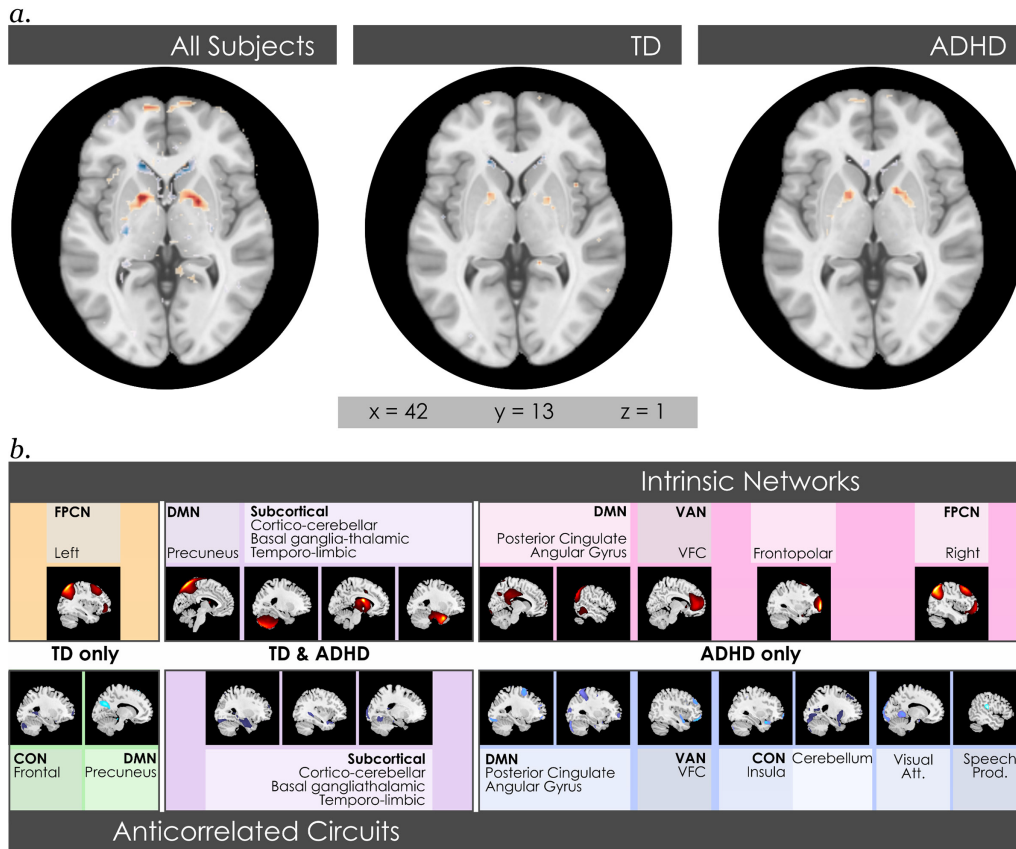 a.
All Subjects
TD
ADHD
x = 42 y = 13 z = 1
b.
Intrinsic Networks
FPCN
Left
DMN
Precuneus
Subcortical
Cortico-cerebellar
Basal ganglia-thalamic
Temporo-limbic
DMN
Posterior Cingulate
Angular Gyrus
VAN
VFC
Frontopolar
FPCN
Right
TD only
TD & ADHD
ADHD only
CON
Frontal
DMN
Precuneus
Subcortical
Cortico-cerebellar
Basal gangliathalamic
Temporo-limbic
DMN
Posterior Cingulate
Angular Gyrus
VAN
VFC
CON
Insula
Cerebellum
Visual
Att.
Speech
Prod.
Anticorrelated Circuits